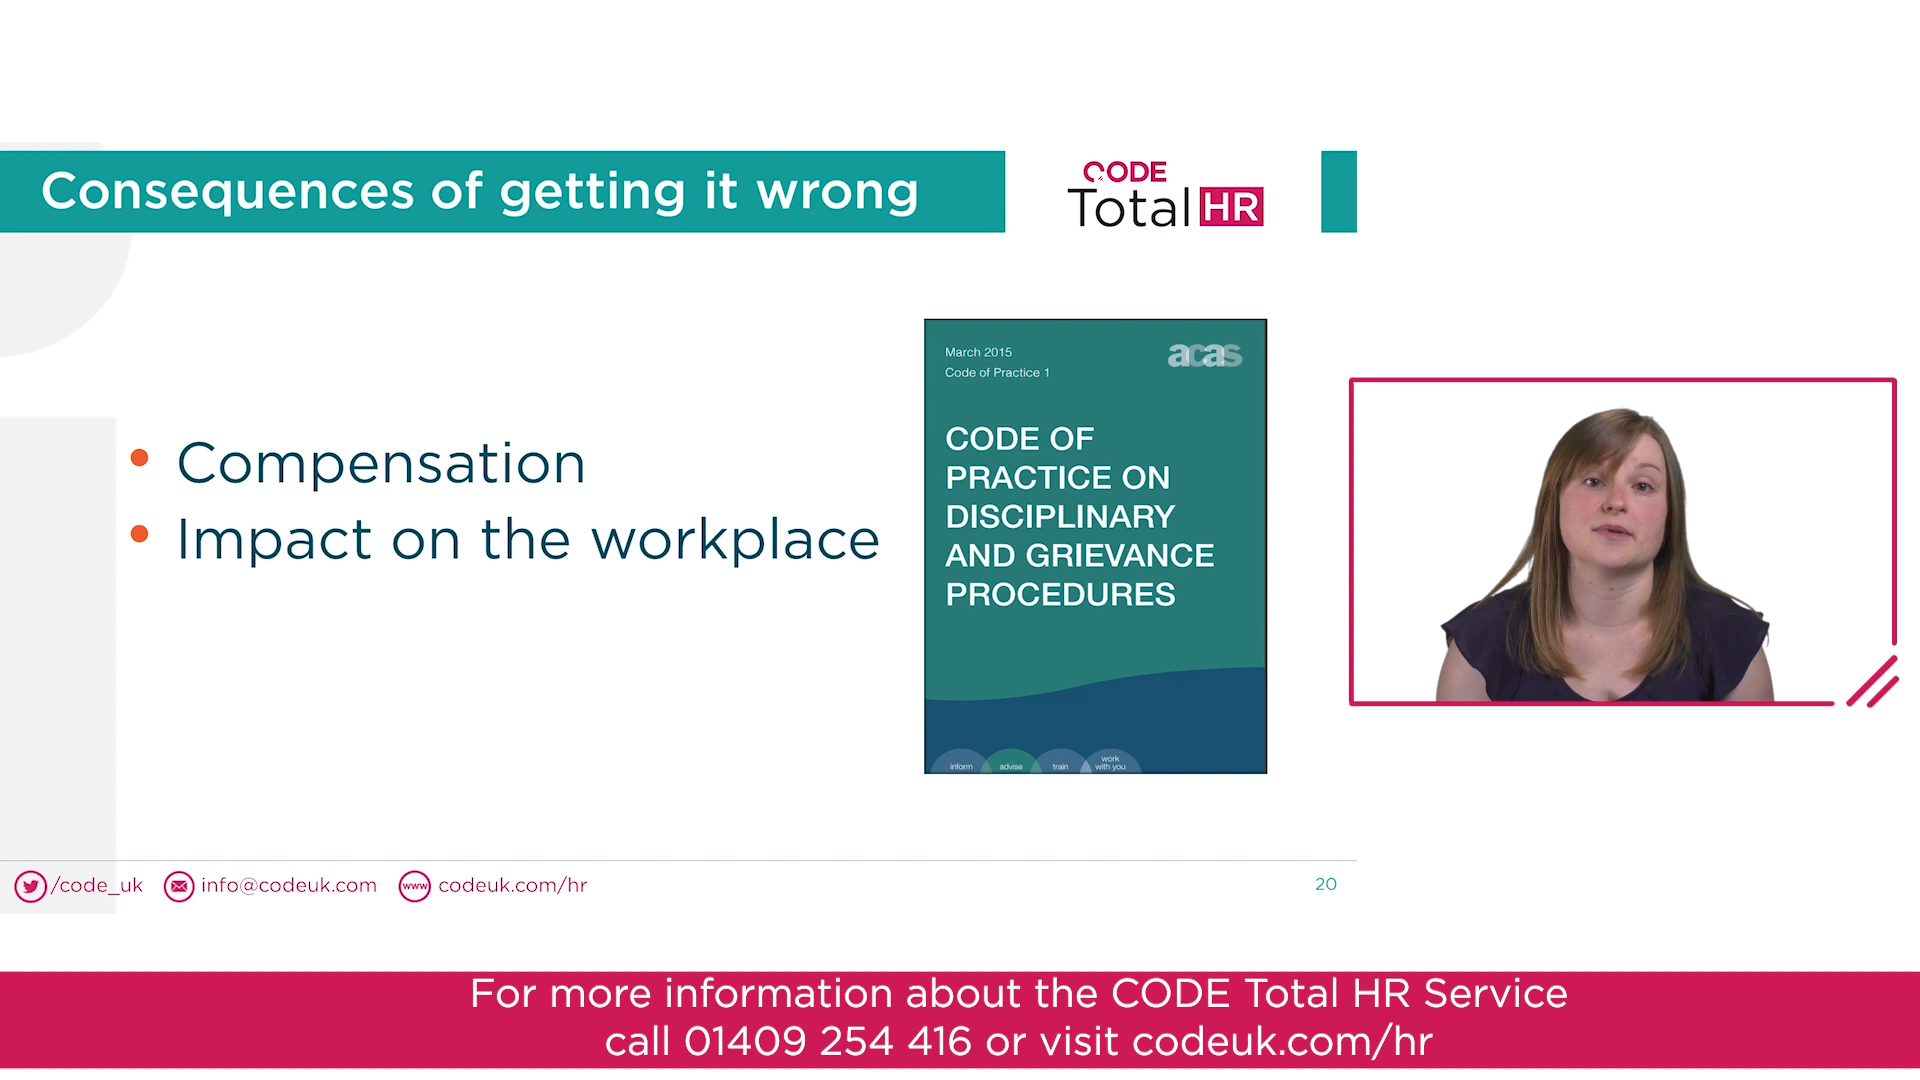 Consequences of getting it wrong
CODE
Total HR
• Compensation
• Impact on the workplace
March 2015
Code of Practice 1
acas
CODE OF
PRACTICE ON
DISCIPLINARY
AND GRIEVANCE
PROCEDURES
inform
advise
train
work
with you
/code_uk
info@codeuk.com
www
codeuk.com/hr
20
For more information about the CODE Total HR Service
call 01409 254 416 or visit codeuk.com/hr